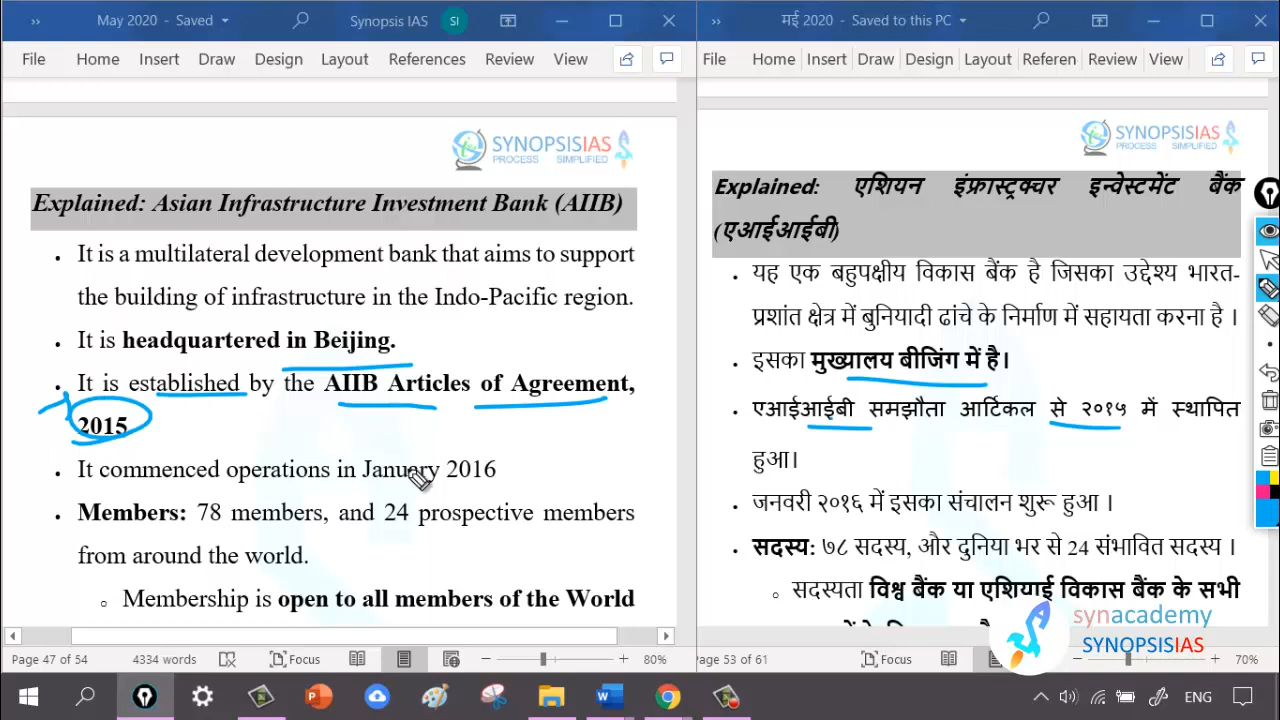 May 2020 - Saved
Synopsis IAS
SI
File Home Insert Draw Design Layout References Review View
SYNOPSISIAS
PROCESS SIMPLIFIED
Explained: Asian Infrastructure Investment Bank (AIIB)
It is a multilateral development bank that aims to support
the building of infrastructure in the Indo-Pacific region.
It is headquartered in Beijing.
It is established by the AIIB Articles of Agreement,
2015
It commenced operations in January 2016
Members: 78 members, and 24 prospective members
from around the world.
Membership is open to all members of the World
Page 47 of 54 4334 words Focus 80%
मई 2020 - Saved to this PC
File Home Insert Draw Design Layout Referen Review View
SYNOPSISIAS
PROCESS SIMPLIFIED
Explained: एशियन इंफ्रास्ट्रक्चर इन्वेस्टमेंट बैंक
(एआईआईबी)
यह एक बहुपक्षीय विकास बैंक है जिसका उद्देश्य भारत-
प्रशांत क्षेत्र में बुनियादी ढांचे के निर्माण में सहायता करना है ।
इसका मुख्यालय बीजिंग में है।
एआईआईबी समझौता आर्टिकल से २०१५ में स्थापित
हुआ।
जनवरी २०१६ में इसका संचालन शुरू हुआ ।
सदस्य: ७८ सदस्य, और दुनिया भर से 24 संभावित सदस्य ।
सदस्यता विश्व बैंक या एशियाई विकास बैंक के सभी
synacademy
SYNOPSISIAS
Page 53 of 61 Focus 70%
ENG